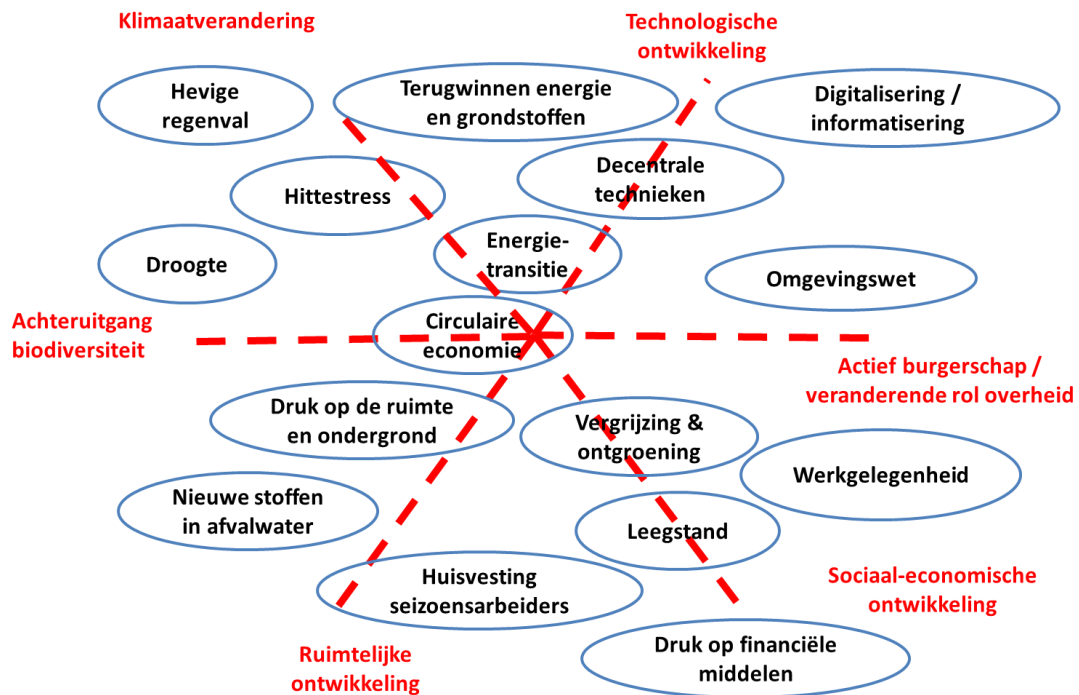 Klimaatverandering
Technologische
ontwikkeling
Hevige
regenval
Terugwinnen energie
en grondstoffen
Digitalisering /
informatisering
Decentrale
technieken
Hittestress
Energie-
transitie
Droogte
Omgevingswet
Achteruitgang
biodiversiteit
Circulaire
economie
Actief burgerschap /
veranderende rol overheid
Druk op de ruimte
en ondergrond
Vergrijzing &
ontgroening
Werkgelegenheid
Nieuwe stoffen
in afvalwater
Leegstand
Huisvesting
seizoensarbeiders
Sociaal-economische
ontwikkeling
Ruimtelijke
ontwikkeling
Druk op financiële
middelen